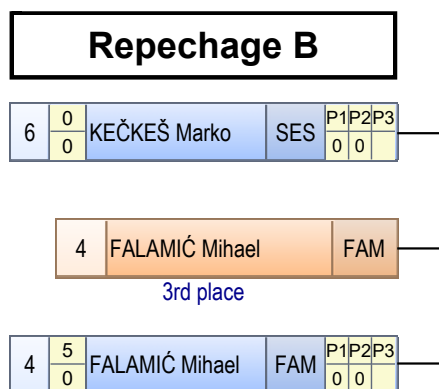 Repechage B
6 0 0 KEČKEŠ Marko SES P1 P2 P3 0 0
4 FALAMIĆ Mihael FAM
3rd place
4 5 0 FALAMIĆ Mihael FAM P1 P2 P3 0 0